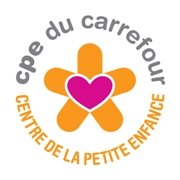 cpe du carrefour
CENTRE DE LA PETITE ENFANCE